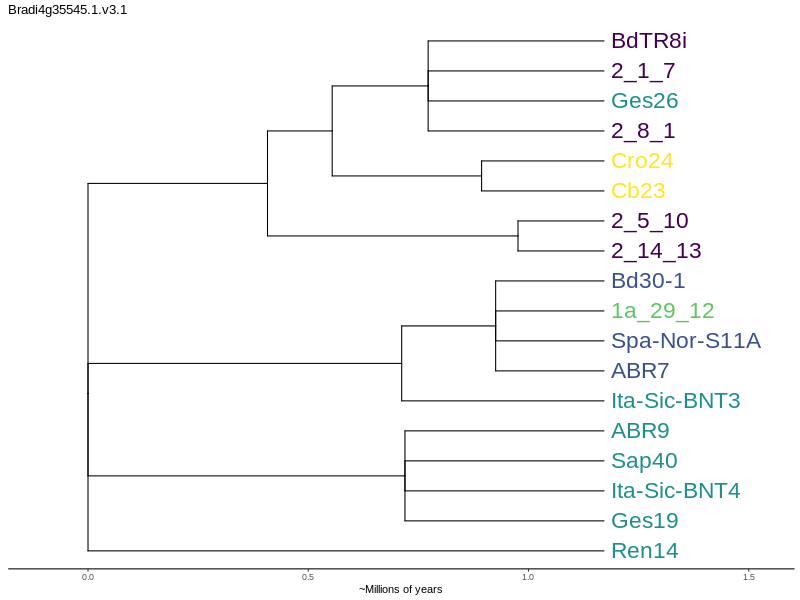 Bradi4g35545.1.v3.1
BdTR8i
2_1_7
Ges26
2_8_1
Cro24
Cb23
2_5_10
2_14_13
Bd30-1
1a_29_12
Spa-Nor-S11A
ABR7
Ita-Sic-BNT3
ABR9
Sap40
Ita-Sic-BNT4
Ges19
Ren14
0.0 0.5 1.0 1.5
~Millions of years